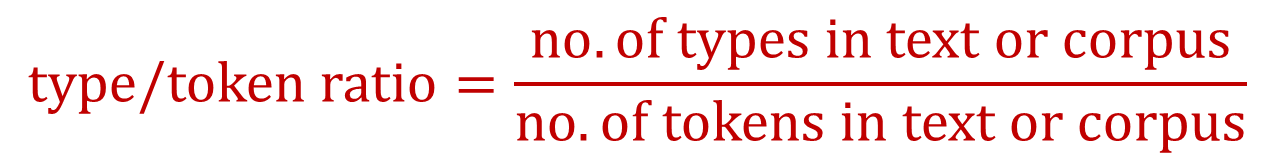 type/token ratio = no. of types in text or corpus
no. of tokens in text or corpus